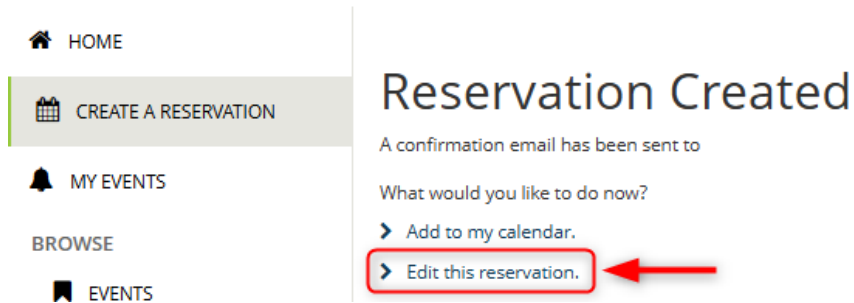 HOME
CREATE A RESERVATION
MY EVENTS
BROWSE
EVENTS
Reservation Created
A confirmation email has been sent to
What would you like to do now?
Add to my calendar.
Edit this reservation.